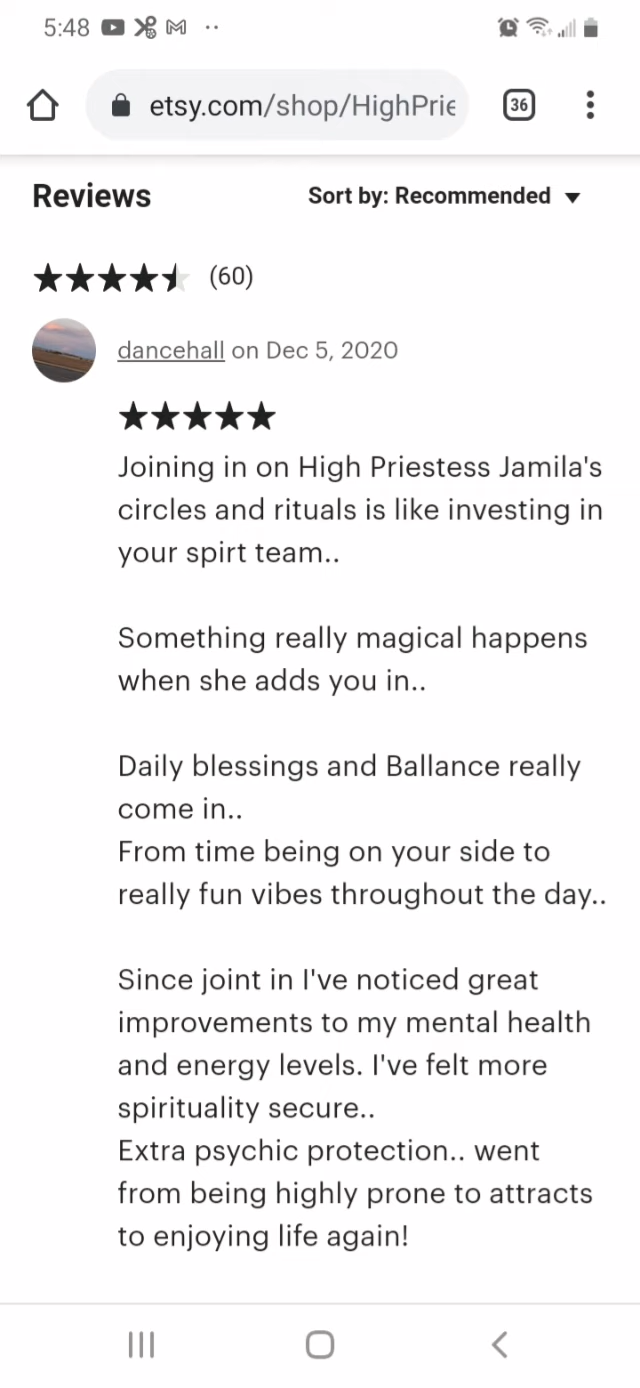 5:48
etsy.com/shop/HighPrie
36
Reviews
Sort by: Recommended
(60)
dancehall on Dec 5, 2020
Joining in on High Priestess Jamila's
circles and rituals is like investing in
your spirt team..
Something really magical happens
when she adds you in..
Daily blessings and Ballance really
come in..
From time being on your side to
really fun vibes throughout the day..
Since joint in I've noticed great
improvements to my mental health
and energy levels. I've felt more
spirituality secure..
Extra psychic protection.. went
from being highly prone to attracts
to enjoying life again!